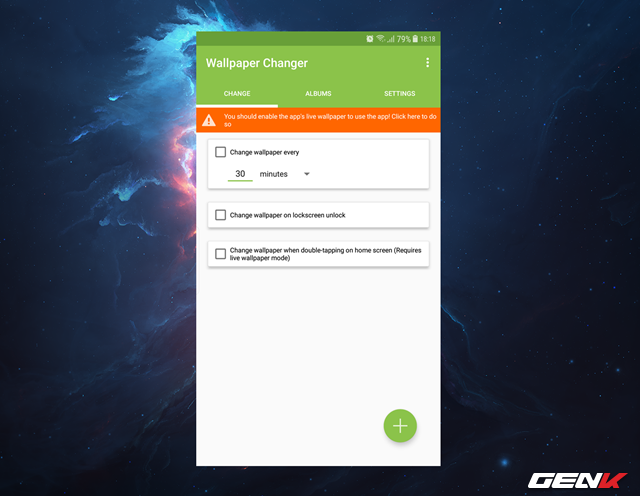 79% 18:18
Wallpaper Changer
CHANGE ALBUMS SETTINGS
You should enable the app's live wallpaper to use the app! Click here to do
so
Change wallpaper every
30 minutes
Change wallpaper on lockscreen unlock
Change wallpaper when double-tapping on home screen (Requires
live wallpaper mode)
GENK